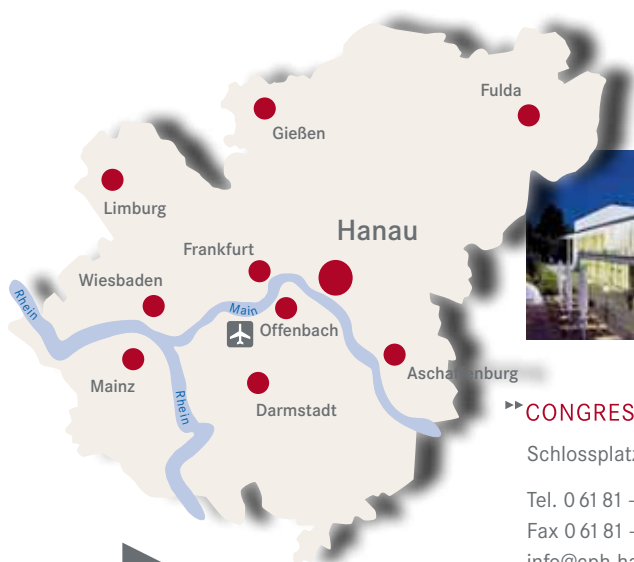 Fulda
Gießen
Limburg
Hanau
Frankfurt
Wiesbaden
Rhein
Main
Offenbach
Mainz
Aschaffenburg
Rhein
Darmstadt
CONGRES
Schlossplatz
Tel. 0 61 81 -
Fax 0 61 81 -